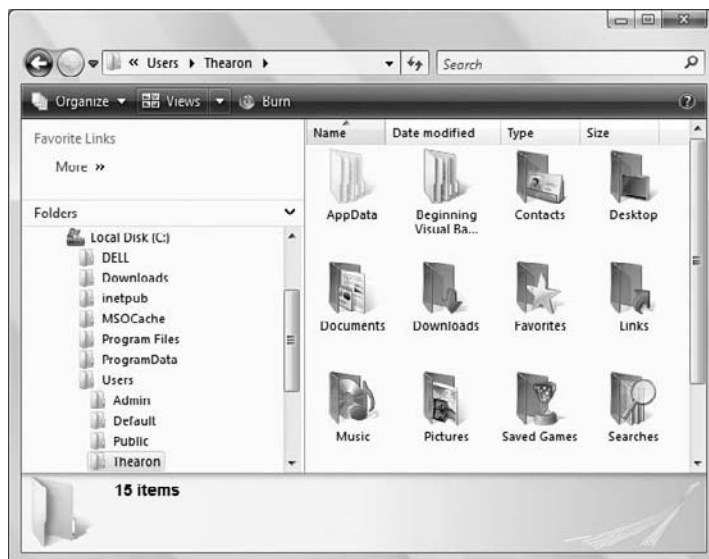 « Users ▸ Thearon ▸
Search
Organize Views Burn
Favorite Links
More »
Folders
Local Disk (C:)
DELL
Downloads
inetpub
MSOCache
Program Files
ProgramData
Users
Admin
Default
Public
Thearon
Name Date modified Type Size
AppData Beginning Visual Ba... Contacts Desktop
Documents Downloads Favorites Links
Music Pictures Saved Games Searches
15 items